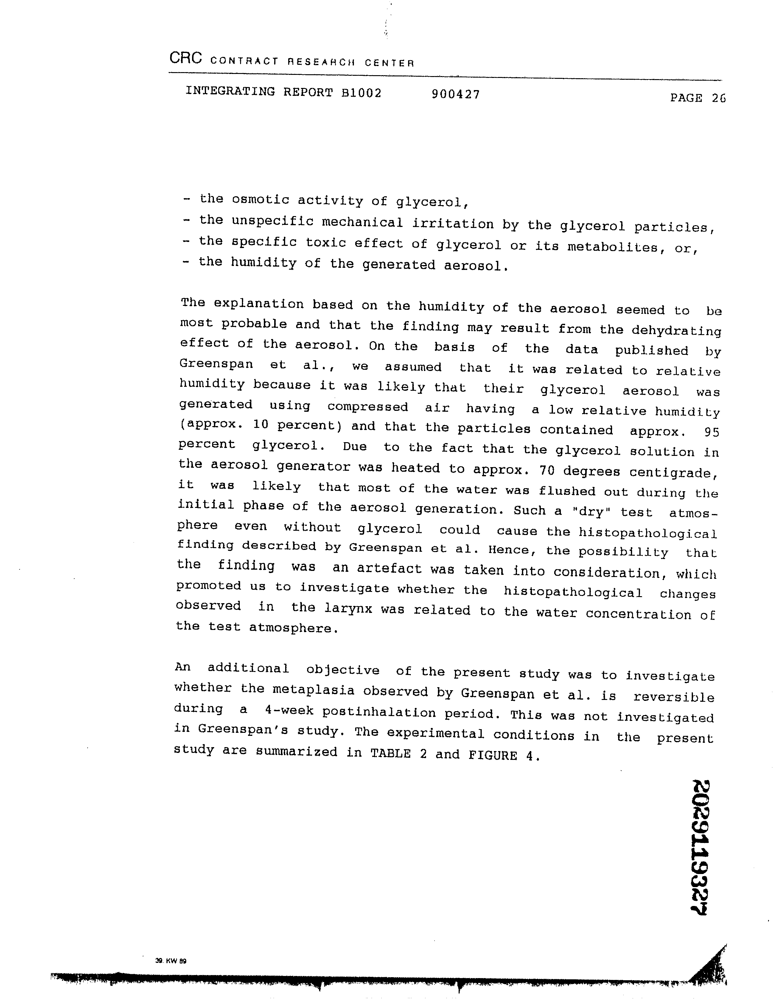 CRC CONTRACT RESEARCH CENTER
INTEGRATING REPORT B1002 900427 PAGE 26
- the osmotic activity of glycerol,
- the unspecific mechanical irritation by the glycerol particles,
- the specific toxic effect of glycerol or its metabolites, or,
- the humidity of the generated aerosol.
The explanation based on the humidity of the aerosol seemed to be
most probable and that the finding may result from the dehydrating
effect of the aerosol. On the basis of the data published by
Greenspan et al., we assumed that it was related to relative
humidity because it was likely that their glycerol aerosol was
generated using compressed air having a low relative humidity
(approx. 10 percent) and that the particles contained approx. 95
percent glycerol. Due to the fact that the glycerol solution in
the aerosol generator was heated to approx. 70 degrees centigrade,
it was likely that most of the water was flushed out during the
initial phase of the aerosol generation. Such a "dry" test atmos-
phere even without glycerol could cause the histopathological
finding described by Greenspan et al. Hence, the possibility that
the finding was an artefact was taken into consideration, which
promoted us to investigate whether the histopathological changes
observed in the larynx was related to the water concentration of
the test atmosphere.
An additional objective of the present study was to investigate
whether the metaplasia observed by Greenspan et al. is reversible
during a 4-week postinhalation period. This was not investigated
in Greenspan's study. The experimental conditions in the present
study are summarized in TABLE 2 and FIGURE 4.
2029119327
39. KW 89